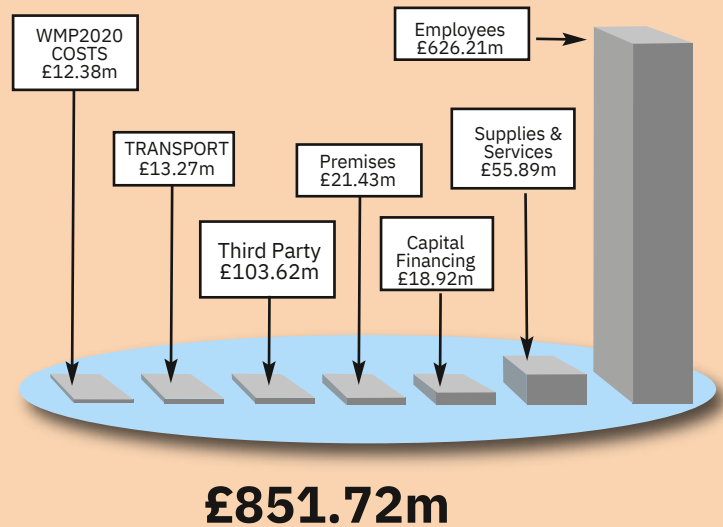 WMP2020
COSTS
£12.38m
TRANSPORT
£13.27m
Third Party
£103.62m
Premises
£21.43m
Capital
Financing
£18.92m
Supplies &
Services
£55.89m
Employees
£626.21m
£851.72m